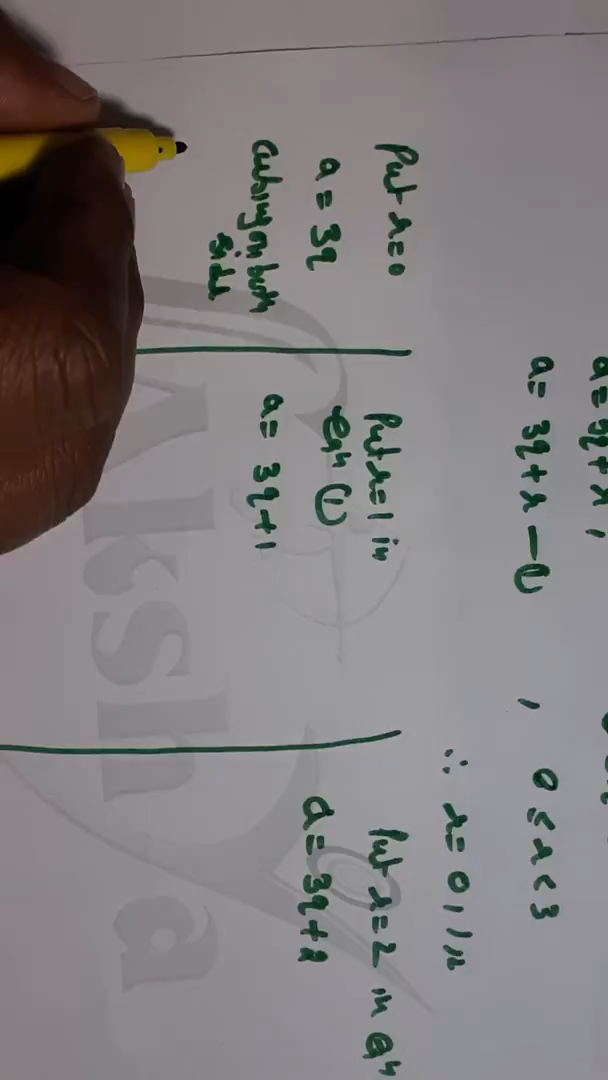 a = 3q + r,
a = 3q + r — ①, 0 ≤ r < 3
∴ r = 0, 1, 2
Put r = 0
a = 3q
cubing on both
sides
Put r = 1 in
eqⁿ ①
a = 3q + 1
Put r = 2 in eqⁿ
a = 3q + 2
Aksh a